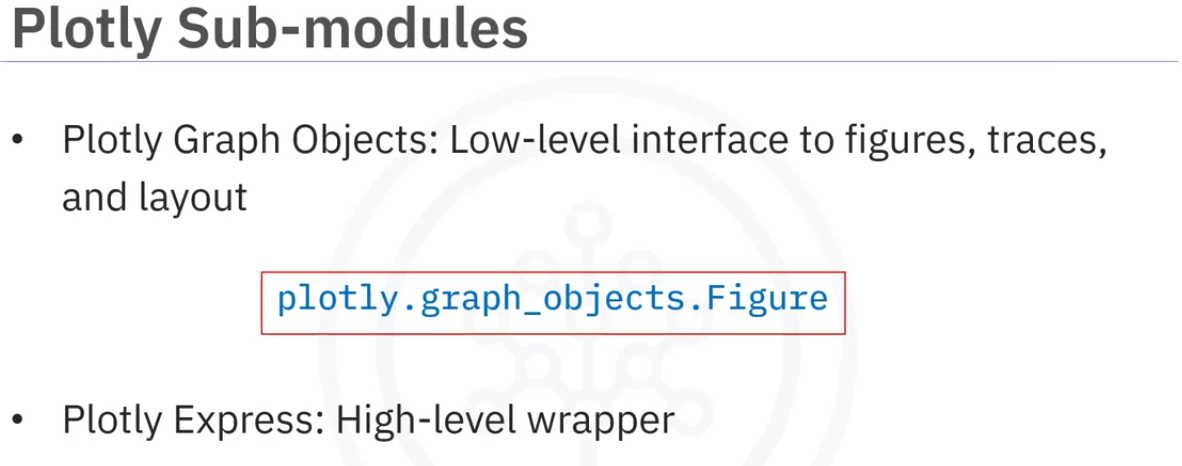 Plotly Sub-modules
• Plotly Graph Objects: Low-level interface to figures, traces,
and layout
plotly.graph_objects.Figure
• Plotly Express: High-level wrapper